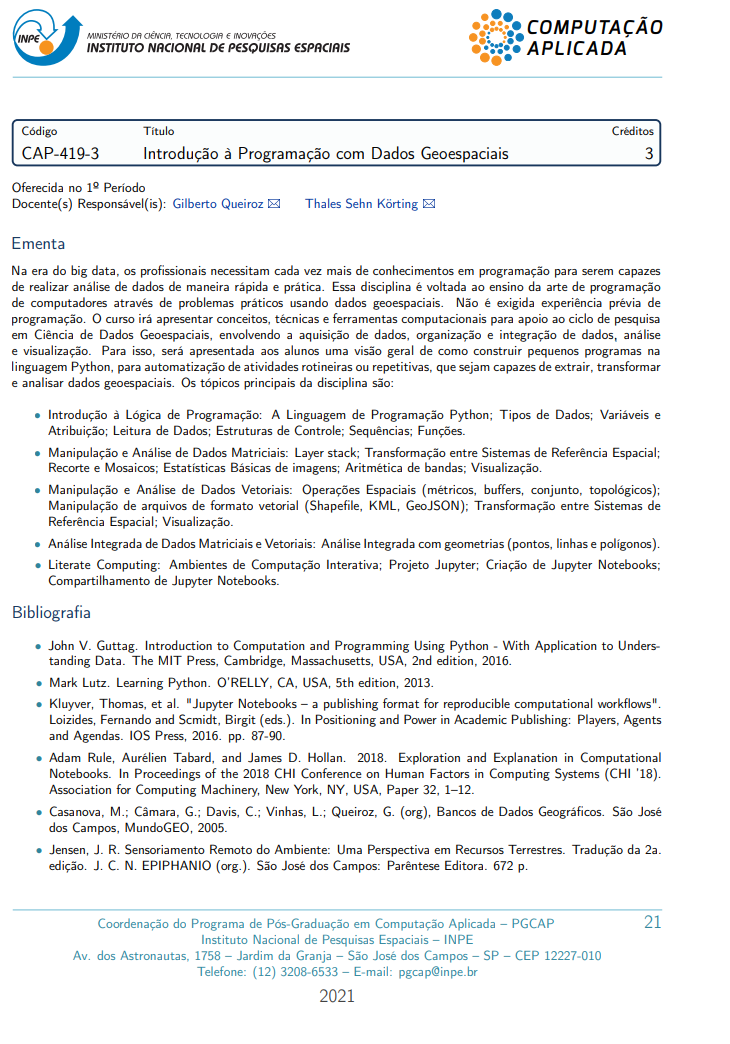 INPE
MINISTÉRIO DA CIÊNCIA, TECNOLOGIA E INOVAÇÕES
INSTITUTO NACIONAL DE PESQUISAS ESPACIAIS
COMPUTAÇÃO
APLICADA
Código Título Créditos
CAP-419-3 Introdução à Programação com Dados Geoespaciais 3
Oferecida no 1º Período
Docente(s) Responsável(is): Gilberto Queiroz ✉ Thales Sehn Körting ✉
Ementa
Na era do big data, os profissionais necessitam cada vez mais de conhecimentos em programação para serem capazes
de realizar análise de dados de maneira rápida e prática. Essa disciplina é voltada ao ensino da arte de programação
de computadores através de problemas práticos usando dados geoespaciais. Não é exigida experiência prévia de
programação. O curso irá apresentar conceitos, técnicas e ferramentas computacionais para apoio ao ciclo de pesquisa
em Ciência de Dados Geoespaciais, envolvendo a aquisição de dados, organização e integração de dados, análise
e visualização. Para isso, será apresentada aos alunos uma visão geral de como construir pequenos programas na
linguagem Python, para automatização de atividades rotineiras ou repetitivas, que sejam capazes de extrair, transformar
e analisar dados geoespaciais. Os tópicos principais da disciplina são:
• Introdução à Lógica de Programação: A Linguagem de Programação Python; Tipos de Dados; Variáveis e
Atribuição; Leitura de Dados; Estruturas de Controle; Sequências; Funções.
• Manipulação e Análise de Dados Matriciais: Layer stack; Transformação entre Sistemas de Referência Espacial;
Recorte e Mosaicos; Estatísticas Básicas de imagens; Aritmética de bandas; Visualização.
• Manipulação e Análise de Dados Vetoriais: Operações Espaciais (métricos, buffers, conjunto, topológicos);
Manipulação de arquivos de formato vetorial (Shapefile, KML, GeoJSON); Transformação entre Sistemas de
Referência Espacial; Visualização.
• Análise Integrada de Dados Matriciais e Vetoriais: Análise Integrada com geometrias (pontos, linhas e polígonos).
• Literate Computing: Ambientes de Computação Interativa; Projeto Jupyter; Criação de Jupyter Notebooks;
Compartilhamento de Jupyter Notebooks.
Bibliografia
• John V. Guttag. Introduction to Computation and Programming Using Python - With Application to Unders-
tanding Data. The MIT Press, Cambridge, Massachusetts, USA, 2nd edition, 2016.
• Mark Lutz. Learning Python. O'RELLY, CA, USA, 5th edition, 2013.
• Kluyver, Thomas, et al. "Jupyter Notebooks – a publishing format for reproducible computational workflows".
Loizides, Fernando and Scmidt, Birgit (eds.). In Positioning and Power in Academic Publishing: Players, Agents
and Agendas. IOS Press, 2016. pp. 87-90.
• Adam Rule, Aurélien Tabard, and James D. Hollan. 2018. Exploration and Explanation in Computational
Notebooks. In Proceedings of the 2018 CHI Conference on Human Factors in Computing Systems (CHI '18).
Association for Computing Machinery, New York, NY, USA, Paper 32, 1–12.
• Casanova, M.; Câmara, G.; Davis, C.; Vinhas, L.; Queiroz, G. (org), Bancos de Dados Geográficos. São José
dos Campos, MundoGEO, 2005.
• Jensen, J. R. Sensoriamento Remoto do Ambiente: Uma Perspectiva em Recursos Terrestres. Tradução da 2a.
edição. J. C. N. EPIPHANIO (org.). São José dos Campos: Parêntese Editora. 672 p.
Coordenação do Programa de Pós-Graduação em Computação Aplicada – PGCAP 21
Instituto Nacional de Pesquisas Espaciais – INPE
Av. dos Astronautas, 1758 – Jardim da Granja – São José dos Campos – SP – CEP 12227-010
Telefone: (12) 3208-6533 – E-mail: pgcap@inpe.br
2021